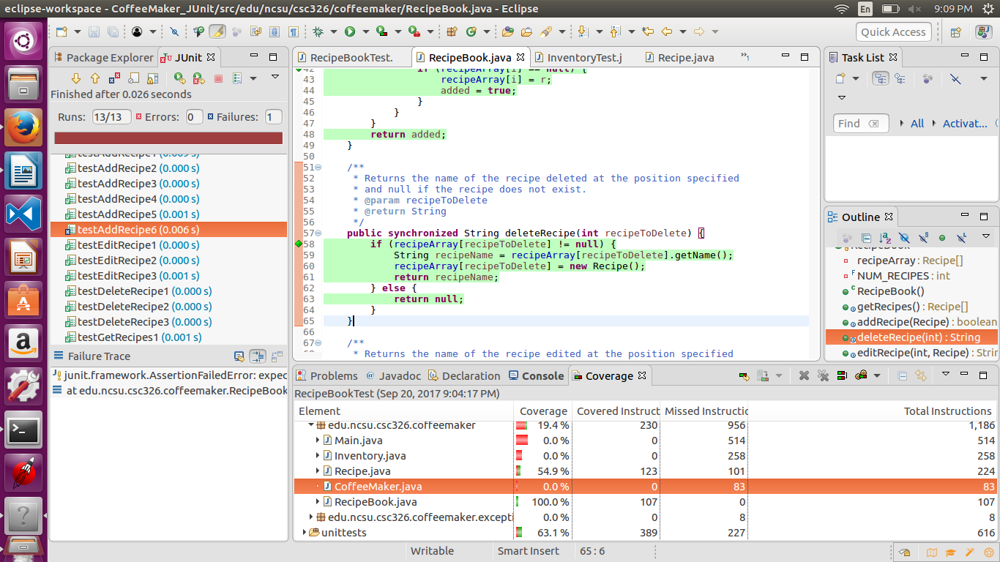 eclipse-workspace - CoffeeMaker_JUnit/src/edu/ncsu/csc326/coffeemaker/RecipeBook.java - Eclipse
En
9:09 PM
Quick Access
Package Explorer
JUnit
Finished after 0.026 seconds
Runs: 13/13
Errors: 0
Failures: 1
testAddRecipe2 (0.000 s)
testAddRecipe3 (0.000 s)
testAddRecipe4 (0.000 s)
testAddRecipe5 (0.001 s)
testAddRecipe6 (0.006 s)
testEditRecipe1 (0.000 s)
testEditRecipe2 (0.000 s)
testEditRecipe3 (0.000 s)
testDeleteRecipe1 (0.000 s)
testDeleteRecipe2 (0.000 s)
testDeleteRecipe3 (0.000 s)
testGetRecipes1 (0.001 s)
Failure Trace
junit.framework.AssertionFailedError: expec
at edu.ncsu.csc326.coffeemaker.RecipeBook
RecipeBookTest.
RecipeBook.java
InventoryTest.j
Recipe.java
»1
42 if (recipeArray[i] == null) {
43 recipeArray[i] = r;
44 added = true;
45 }
46 }
47 }
48 return added;
49 }
50
51 /**
52 * Returns the name of the recipe deleted at the position specified
53 * and null if the recipe does not exist.
54 * @param recipeToDelete
55 * @return String
56 */
57 public synchronized String deleteRecipe(int recipeToDelete) {
58 if (recipeArray[recipeToDelete] != null) {
59 String recipeName = recipeArray[recipeToDelete].getName();
60 recipeArray[recipeToDelete] = new Recipe();
61 return recipeName;
62 } else {
63 return null;
64 }
65 }
66
67 /**
* Returns the name of the recipe edited at the position specified
Task List
Find
All
Activat...
Outline
RecipeBook
recipeArray : Recipe[]
NUM_RECIPES : int
RecipeBook()
getRecipes() : Recipe[]
addRecipe(Recipe) : boolean
deleteRecipe(int) : String
editRecipe(int, Recipe) : Strin
Problems
@ Javadoc
Declaration
Console
Coverage
RecipeBookTest (Sep 20, 2017 9:04:17 PM)
Element Coverage Covered Instruct Missed Instructio Total Instructions
edu.ncsu.csc326.coffeemaker 19.4 % 230 956 1,186
Main.java 0.0 % 0 514 514
Inventory.java 0.0 % 0 258 258
Recipe.java 54.9 % 123 101 224
CoffeeMaker.java 0.0 % 0 83 83
RecipeBook.java 100.0 % 107 0 107
edu.ncsu.csc326.coffeemaker.excepti 0.0 % 0 8 8
unittests 63.1 % 389 227 616
Writable
Smart Insert
65 : 6